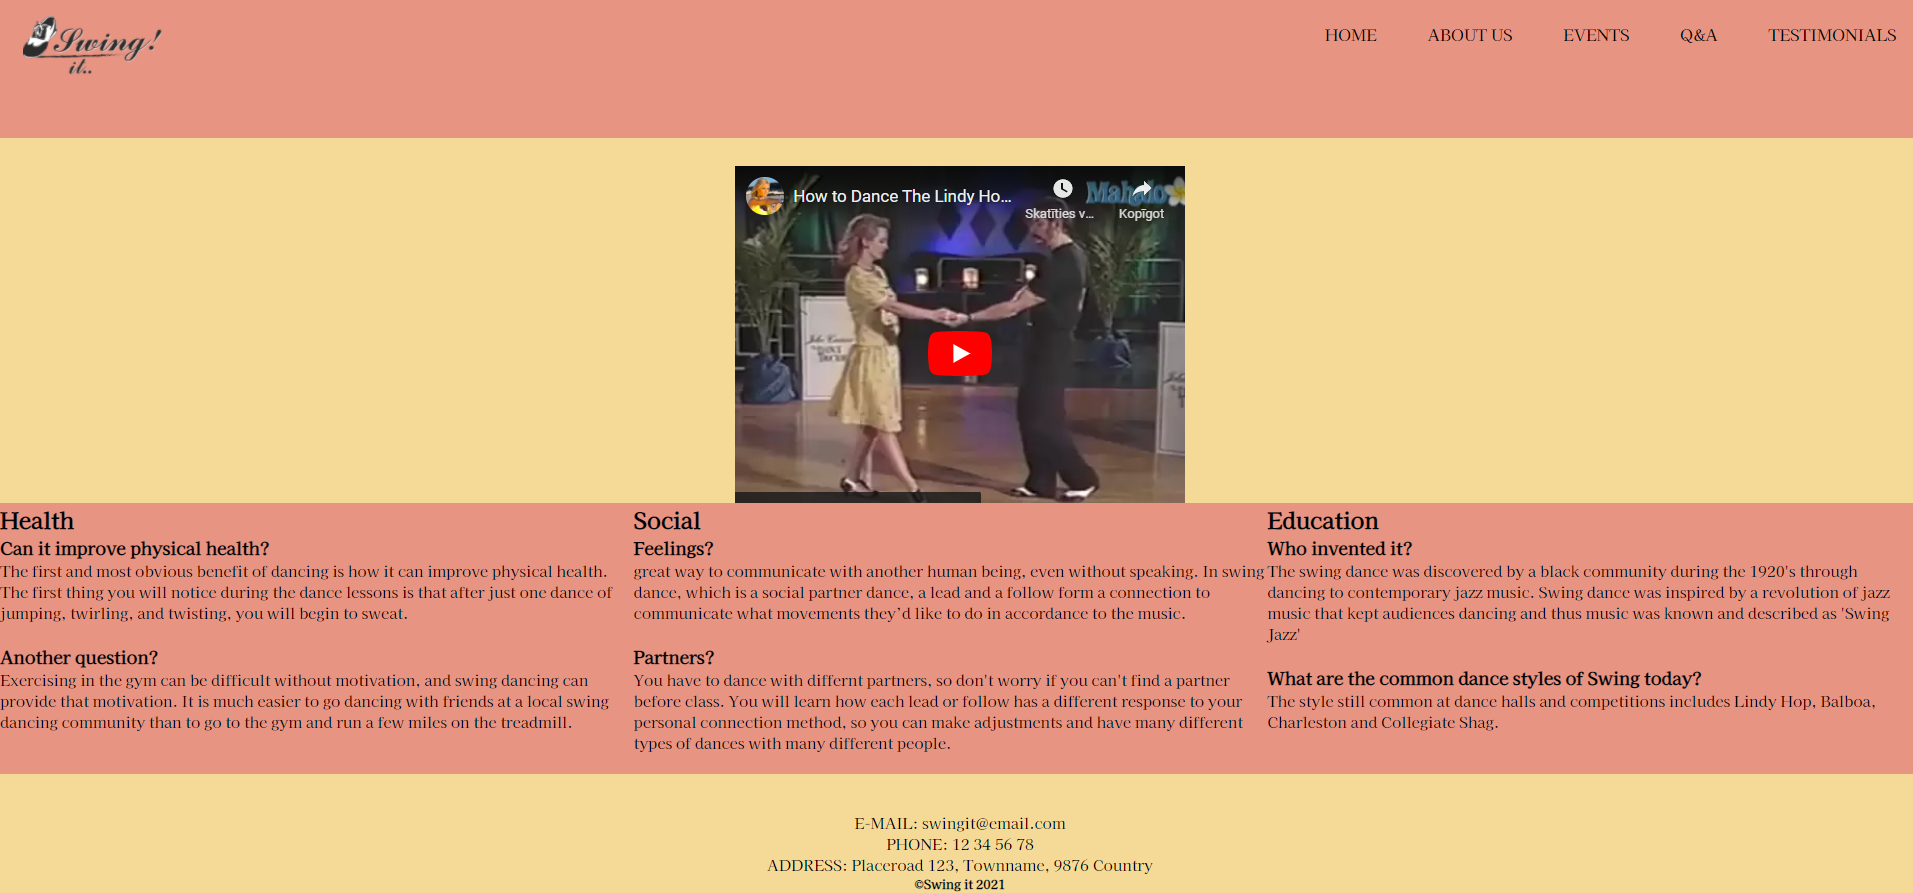 Swing!
it..
HOME ABOUT US EVENTS Q&A TESTIMONIALS
How to Dance The Lindy Ho...
Skatīties v...
Kopīgot
Health
Can it improve physical health?
The first and most obvious benefit of dancing is how it can improve physical health.
The first thing you will notice during the dance lessons is that after just one dance of
jumping, twirling, and twisting, you will begin to sweat.
Another question?
Exercising in the gym can be difficult without motivation, and swing dancing can
provide that motivation. It is much easier to go dancing with friends at a local swing
dancing community than to go to the gym and run a few miles on the treadmill.
Social
Feelings?
great way to communicate with another human being, even without speaking. In swing
dance, which is a social partner dance, a lead and a follow form a connection to
communicate what movements they’d like to do in accordance to the music.
Partners?
You have to dance with differnt partners, so don't worry if you can't find a partner
before class. You will learn how each lead or follow has a different response to your
personal connection method, so you can make adjustments and have many different
types of dances with many different people.
Education
Who invented it?
The swing dance was discovered by a black community during the 1920's through
dancing to contemporary jazz music. Swing dance was inspired by a revolution of jazz
music that kept audiences dancing and thus music was known and described as 'Swing
Jazz'
What are the common dance styles of Swing today?
The style still common at dance halls and competitions includes Lindy Hop, Balboa,
Charleston and Collegiate Shag.
E-MAIL: swingit@email.com
PHONE: 12 34 56 78
ADDRESS: Placeroad 123, Townname, 9876 Country
©Swing it 2021